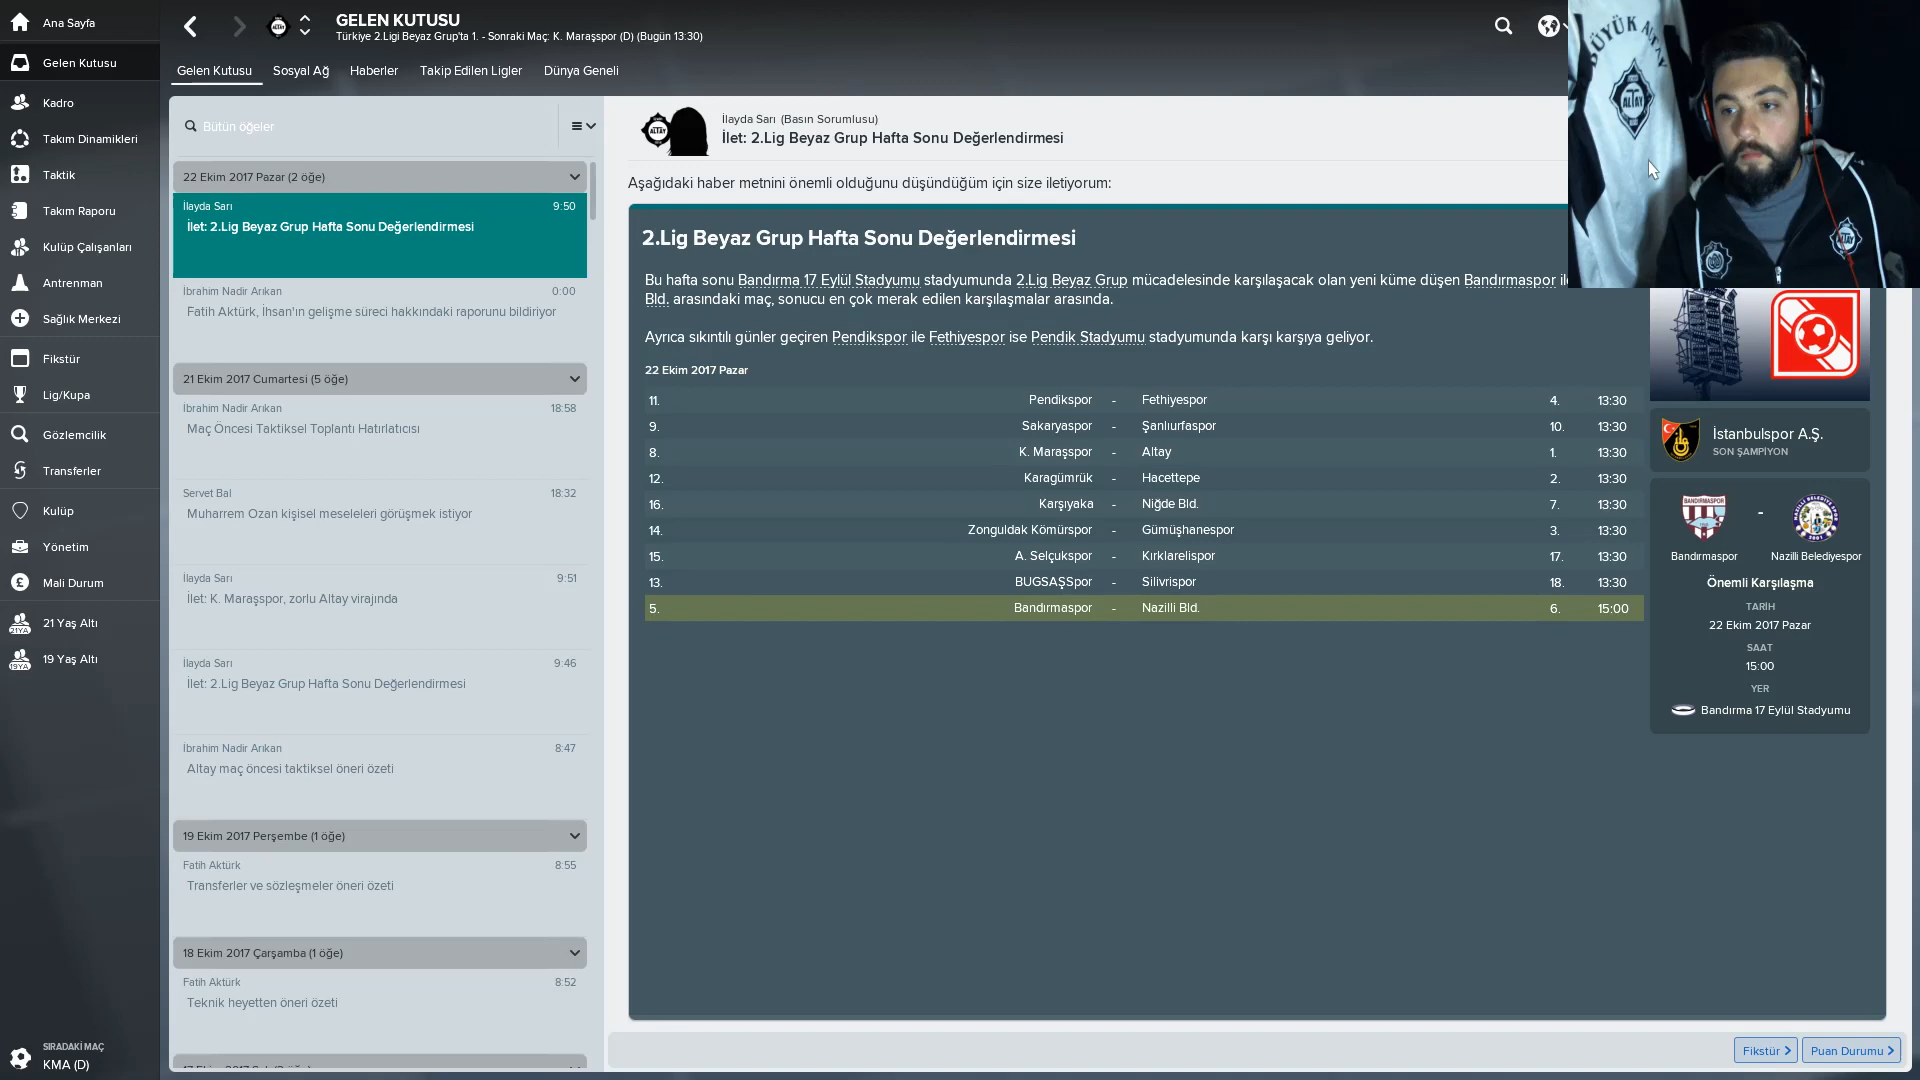 Ana Sayfa
Gelen Kutusu
Kadro
Takım Dinamikleri
Taktik
Takım Raporu
Kulüp Çalışanları
Antrenman
Sağlık Merkezi
Fikstür
Lig/Kupa
Gözlemcilik
Transferler
Kulüp
Yönetim
Mali Durum
21YA
21 Yaş Altı
19YA
19 Yaş Altı
SIRADAKİ MAÇ
KMA (D)
GELEN KUTUSU
Türkiye 2.Ligi Beyaz Grup'ta 1. - Sonraki Maç: K. Maraşspor (D) (Bugün 13:30)
Gelen Kutusu Sosyal Ağ Haberler Takip Edilen Ligler Dünya Geneli
Bütün öğeler
22 Ekim 2017 Pazar (2 öğe)
İlayda Sarı 9:50
İlet: 2.Lig Beyaz Grup Hafta Sonu Değerlendirmesi
İbrahim Nadir Arıkan 0:00
Fatih Aktürk, İhsan'ın gelişme süreci hakkındaki raporunu bildiriyor
21 Ekim 2017 Cumartesi (5 öğe)
İbrahim Nadir Arıkan 18:58
Maç Öncesi Taktiksel Toplantı Hatırlatıcısı
Servet Bal 18:32
Muharrem Ozan kişisel meseleleri görüşmek istiyor
İlayda Sarı 9:51
İlet: K. Maraşspor, zorlu Altay virajında
İlayda Sarı 9:46
İlet: 2.Lig Beyaz Grup Hafta Sonu Değerlendirmesi
İbrahim Nadir Arıkan 8:47
Altay maç öncesi taktiksel öneri özeti
19 Ekim 2017 Perşembe (1 öğe)
Fatih Aktürk 8:55
Transferler ve sözleşmeler öneri özeti
18 Ekim 2017 Çarşamba (1 öğe)
Fatih Aktürk 8:52
Teknik heyetten öneri özeti
İlayda Sarı (Basın Sorumlusu)
İlet: 2.Lig Beyaz Grup Hafta Sonu Değerlendirmesi
Aşağıdaki haber metnini önemli olduğunu düşündüğüm için size iletiyorum:
2.Lig Beyaz Grup Hafta Sonu Değerlendirmesi
Bu hafta sonu Bandırma 17 Eylül Stadyumu stadyumunda 2.Lig Beyaz Grup mücadelesinde karşılaşacak olan yeni küme düşen Bandırmaspor
Bld. arasındaki maç, sonucu en çok merak edilen karşılaşmalar arasında.
Ayrıca sıkıntılı günler geçiren Pendikspor ile Fethiyespor ise Pendik Stadyumu stadyumunda karşı karşıya geliyor.
22 Ekim 2017 Pazar
11. Pendikspor - Fethiyespor 4. 13:30
9. Sakaryaspor - Şanlıurfaspor 10. 13:30
8. K. Maraşspor - Altay 1. 13:30
12. Karagümrük - Hacettepe 2. 13:30
16. Karşıyaka - Niğde Bld. 7. 13:30
14. Zonguldak Kömürspor - Gümüşhanespor 3. 13:30
15. A. Selçukspor - Kırklarelispor 17. 13:30
13. BUGSAŞSpor - Silivrispor 18. 13:30
5. Bandırmaspor - Nazilli Bld. 6. 15:00
BÜYÜK ALTAY
ALTAY
İstanbulspor A.Ş.
SON ŞAMPİYON
BANDIRMASPOR
-
Bandırmaspor Nazilli Belediyespor
Önemli Karşılaşma
TARİH
22 Ekim 2017 Pazar
SAAT
15:00
YER
Bandırma 17 Eylül Stadyumu
Fikstür Puan Durumu